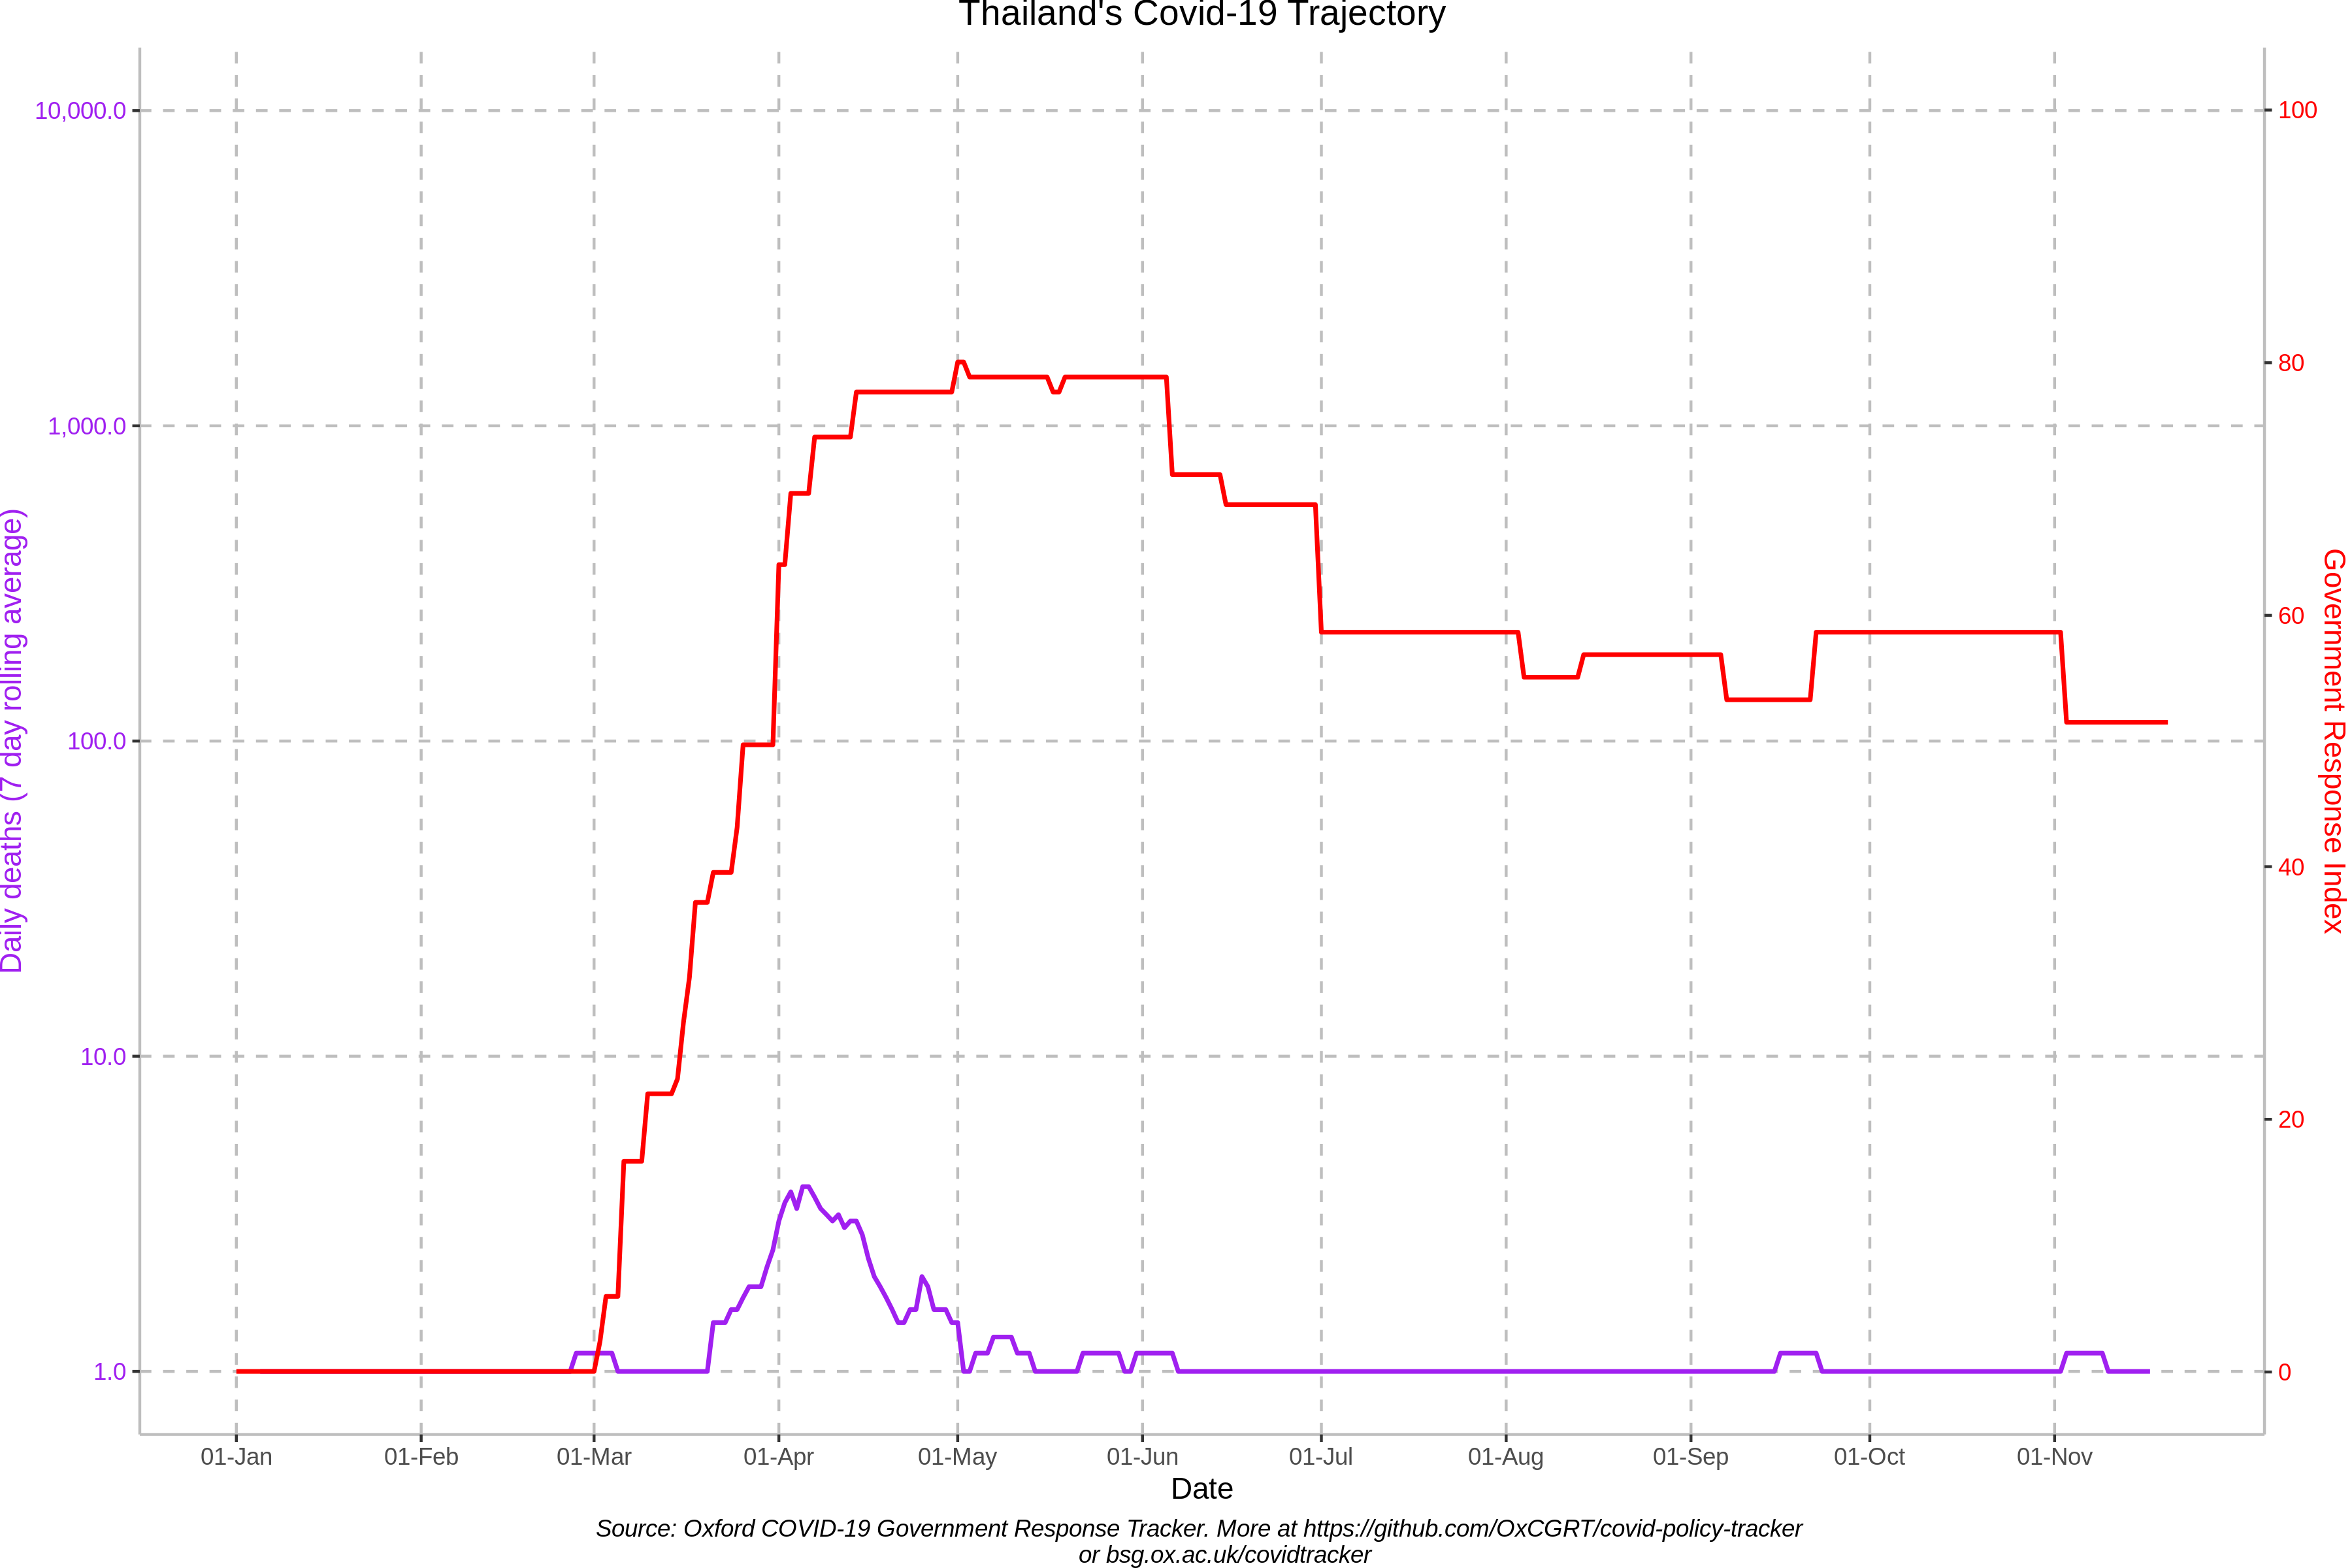 Thailand's Covid-19 Trajectory
10,000.0
1,000.0
100.0
10.0
1.0
Daily deaths (7 day rolling average)
100
80
60
40
20
0
Government Response Index
01-Jan
01-Feb
01-Mar
01-Apr
01-May
01-Jun
01-Jul
01-Aug
01-Sep
01-Oct
01-Nov
Date
Source: Oxford COVID-19 Government Response Tracker. More at https://github.com/OxCGRT/covid-policy-tracker
or bsg.ox.ac.uk/covidtracker